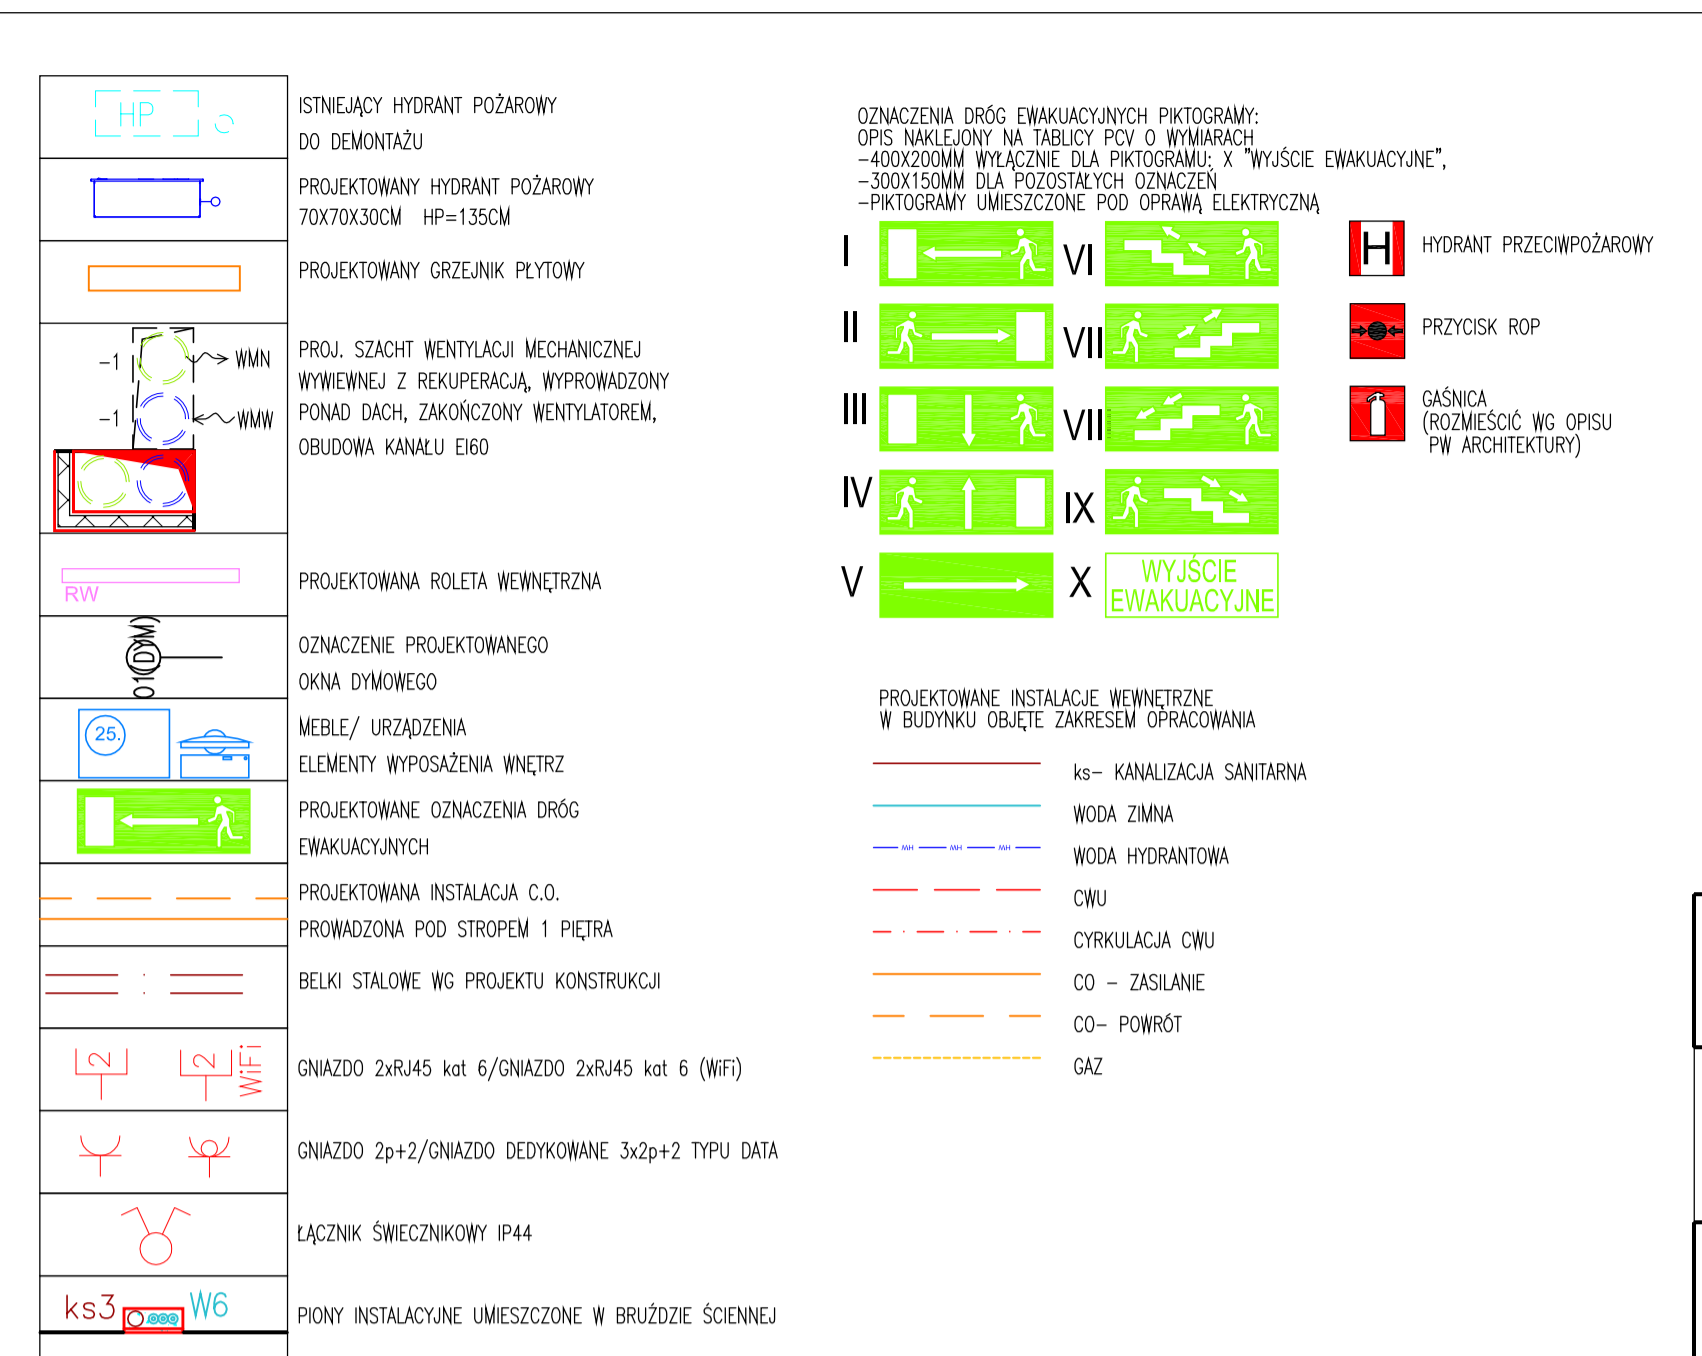 HP
ISTNIEJĄCY HYDRANT POŻAROWY
DO DEMONTAŻU
PROJEKTOWANY HYDRANT POŻAROWY
70X70X30CM HP=135CM
PROJEKTOWANY GRZEJNIK PŁYTOWY
-1 WMN
-1 WMW
PROJ. SZACHT WENTYLACJI MECHANICZNEJ
WYWIEWNEJ Z REKUPERACJĄ, WYPROWADZONY
PONAD DACH, ZAKOŃCZONY WENTYLATOREM,
OBUDOWA KANAŁU EI60
RW
PROJEKTOWANA ROLETA WEWNĘTRZNA
O1(DYM)
OZNACZENIE PROJEKTOWANEGO
OKNA DYMOWEGO
25.
MEBLE/ URZĄDZENIA
ELEMENTY WYPOSAŻENIA WNĘTRZ
PROJEKTOWANE OZNACZENIA DRÓG
EWAKUACYJNYCH
PROJEKTOWANA INSTALACJA C.O.
PROWADZONA POD STROPEM 1 PIĘTRA
BELKI STALOWE WG PROJEKTU KONSTRUKCJI
2 2 WiFi
GNIAZDO 2xRJ45 kat 6/GNIAZDO 2xRJ45 kat 6 (WiFi)
GNIAZDO 2p+2/GNIAZDO DEDYKOWANE 3x2p+2 TYPU DATA
ŁĄCZNIK ŚWIECZNIKOWY IP44
ks3 W6
PIONY INSTALACYJNE UMIESZCZONE W BRUŹDZIE ŚCIENNEJ
OZNACZENIA DRÓG EWAKUACYJNYCH PIKTOGRAMY:
OPIS NAKLEJONY NA TABLICY PCV O WYMIARACH
-400X200MM WYŁĄCZNIE DLA PIKTOGRAMU: X "WYJŚCIE EWAKUACYJNE",
-300X150MM DLA POZOSTAŁYCH OZNACZEŃ
-PIKTOGRAMY UMIESZCZONE POD OPRAWĄ ELEKTRYCZNĄ
I VI
II VII
III VII
IV IX
V X
WYJŚCIE
EWAKUACYJNE
H
HYDRANT PRZECIWPOŻAROWY
PRZYCISK ROP
GAŚNICA
(ROZMIEŚCIĆ WG OPISU
PW ARCHITEKTURY)
PROJEKTOWANE INSTALACJE WEWNĘTRZNE
W BUDYNKU OBJĘTE ZAKRESEM OPRACOWANIA
ks- KANALIZACJA SANITARNA
WODA ZIMNA
WH WH WH
WODA HYDRANTOWA
CWU
CYRKULACJA CWU
CO - ZASILANIE
CO- POWRÓT
GAZ